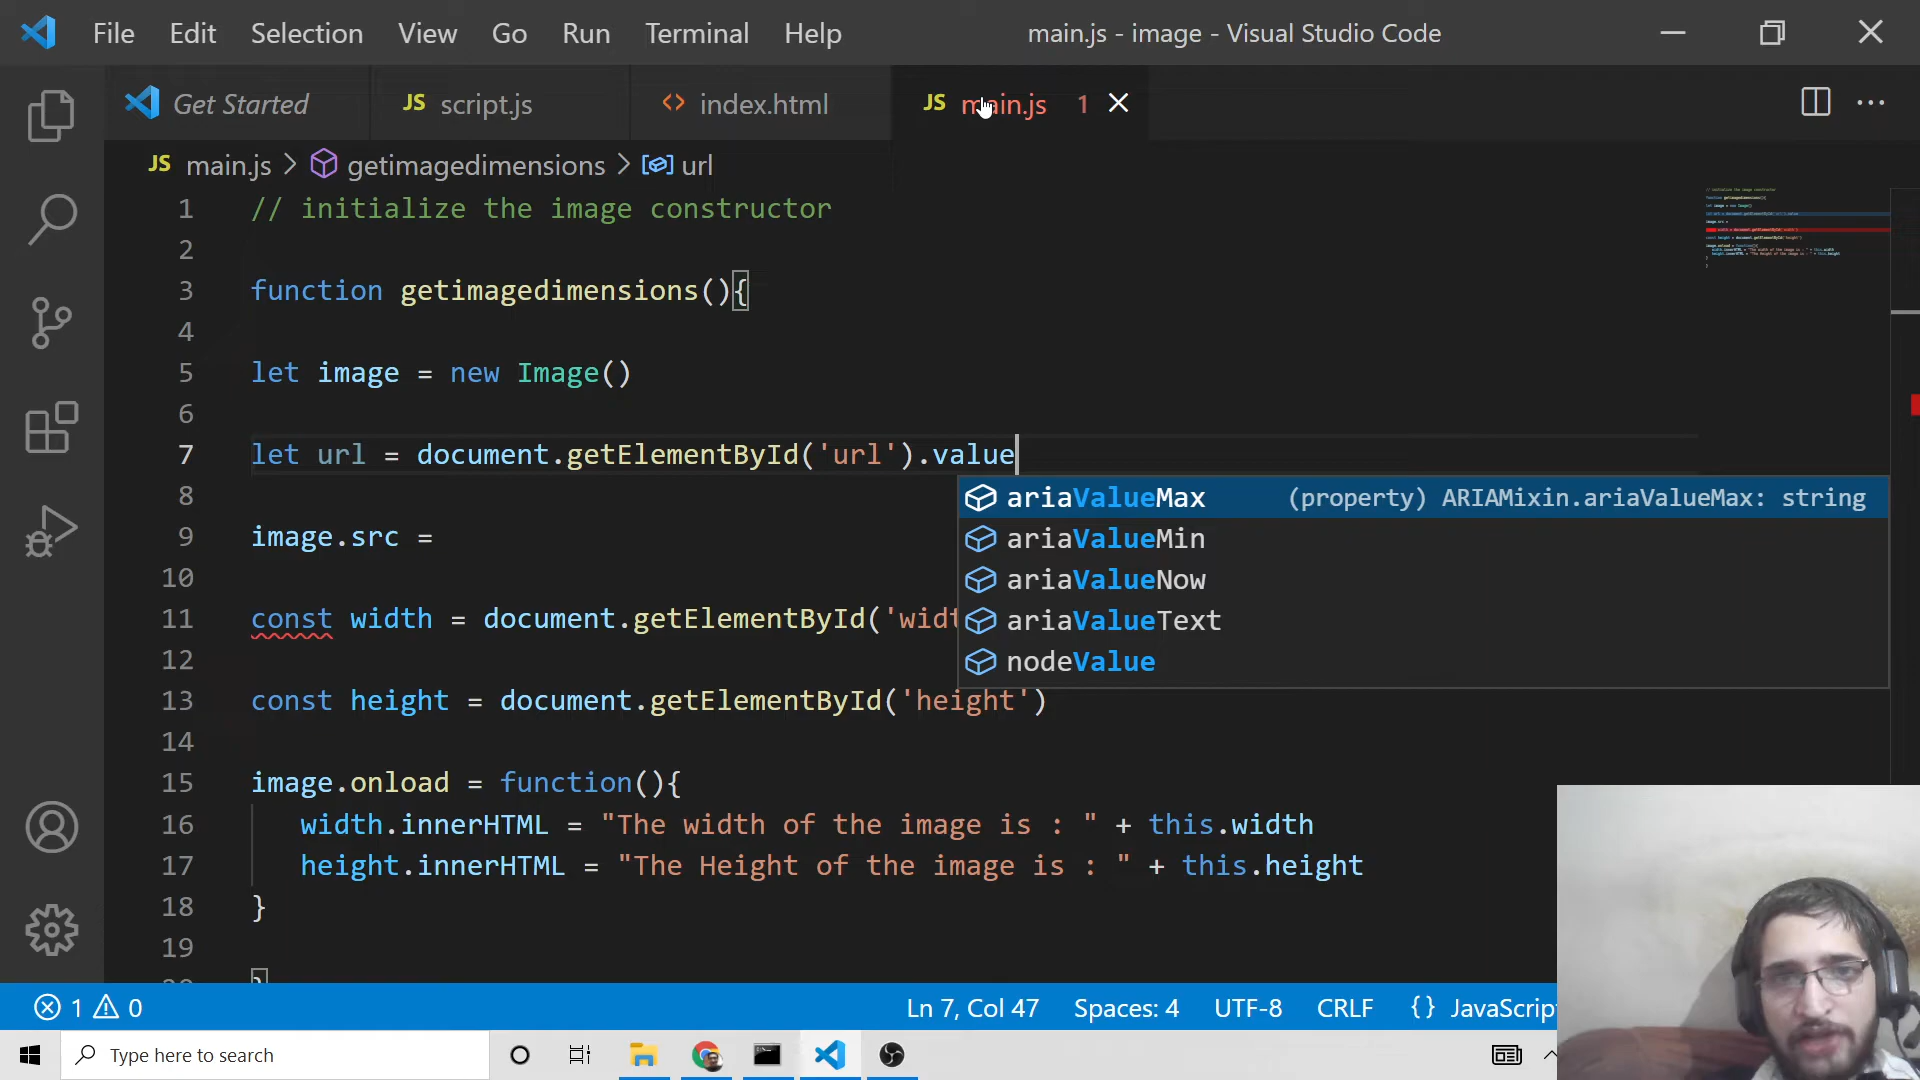 File Edit Selection View Go Run Terminal Help main.js - image - Visual Studio Code
Get Started JS script.js <> index.html JS main.js 1
JS main.js > getimagedimensions > url
1 // initialize the image constructor
2
3 function getimagedimensions(){
4
5 let image = new Image()
6
7 let url = document.getElementById('url').value
8 ariaValueMax (property) ARIAMixin.ariaValueMax: string
9 image.src = ariaValueMin
10 ariaValueNow
11 const width = document.getElementById('widt ariaValueText
12 nodeValue
13 const height = document.getElementById('height')
14
15 image.onload = function(){
16 width.innerHTML = "The width of the image is : " + this.width
17 height.innerHTML = "The Height of the image is : " + this.height
18 }
19
1 0 Ln 7, Col 47 Spaces: 4 UTF-8 CRLF {} JavaScript
Type here to search